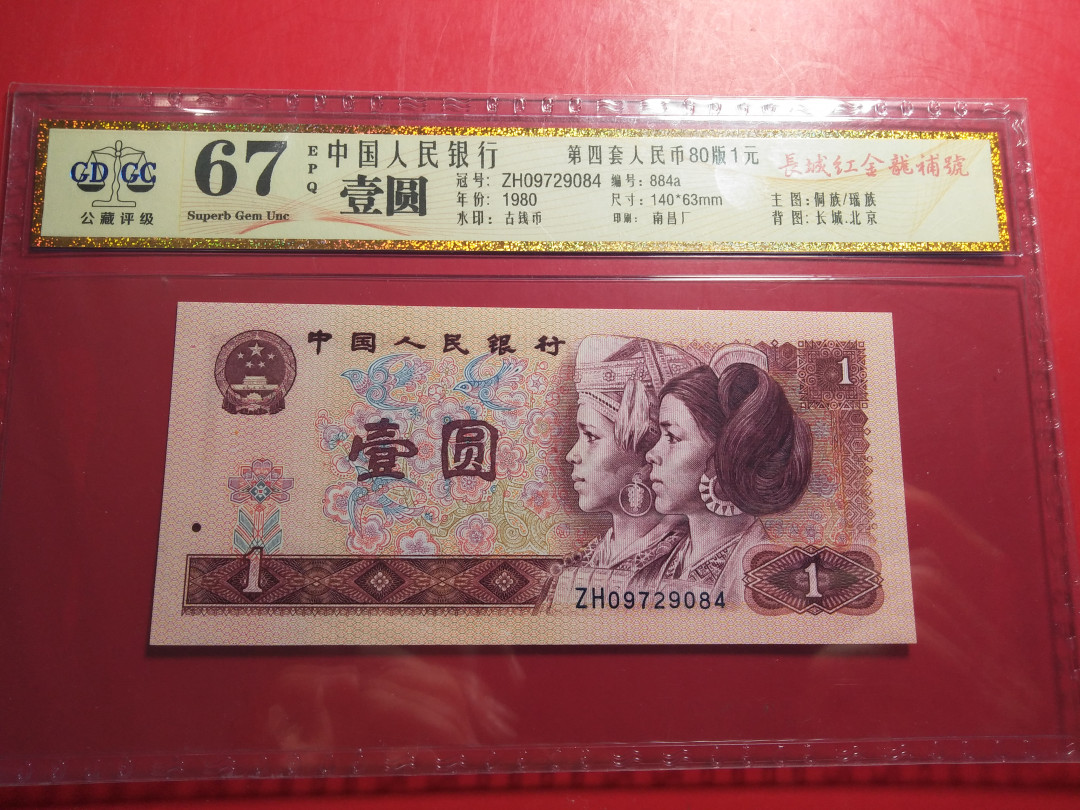 GD GC
公藏评级
67
EPQ
Superb Gem Unc
中国人民银行
壹圆
第四套人民币80版1元
冠号: ZH09729084 编号: 884a
年份: 1980 尺寸: 140*63mm
水印: 古钱币 印刷: 南昌厂
長城红金龍補號
主图: 侗族/瑶族
背图: 长城.北京
中国人民银行
1
壹圆
1
ZH09729084
1